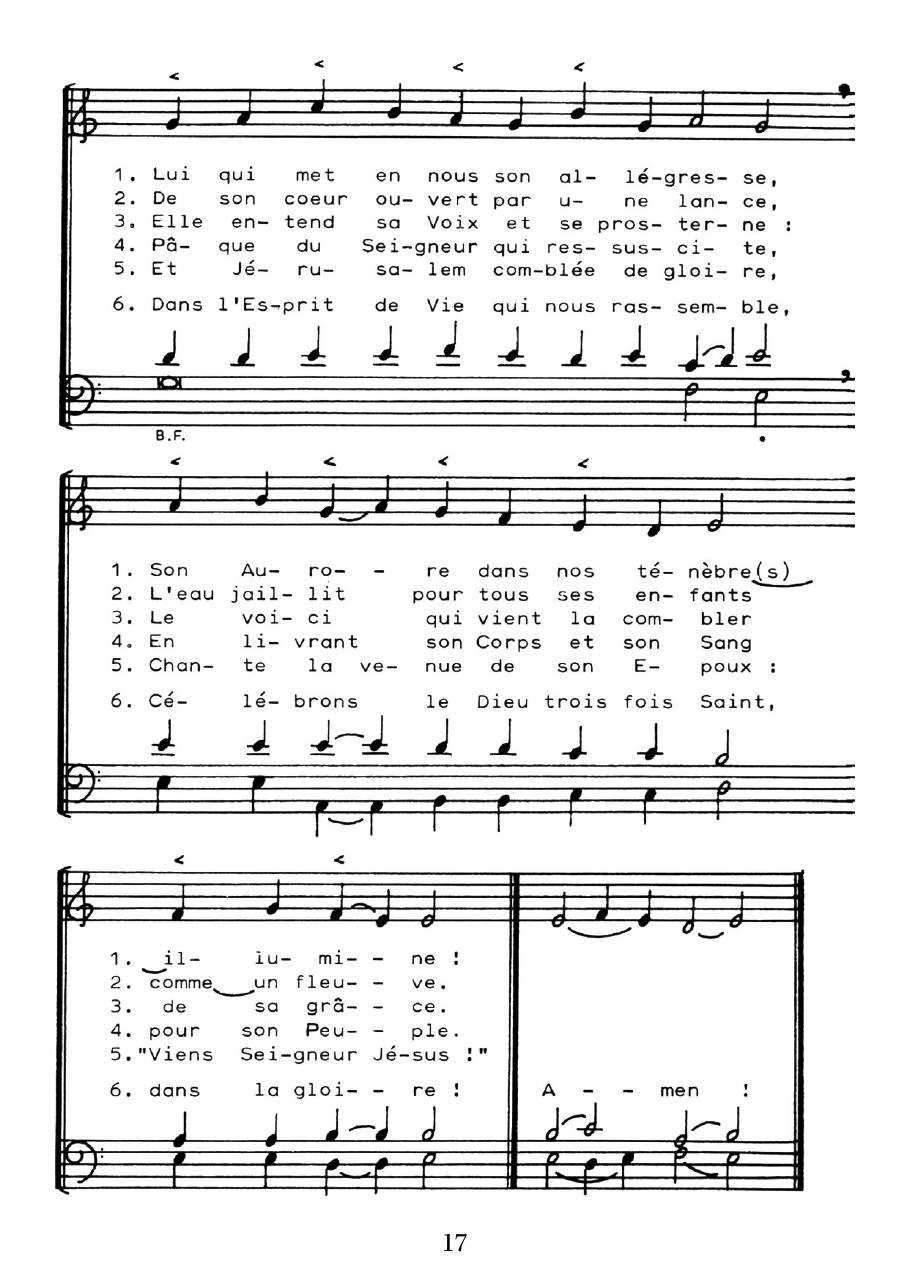 1. Lui qui met en nous son al- lé-gres- se,
2. De son coeur ou- vert par u- ne lan- ce,
3. Elle en- tend sa Voix et se pros- ter- ne :
4. Pâ- que du Sei-gneur qui res- sus- ci- te,
5. Et Jé- ru- sa- lem com-blée de gloi- re,
6. Dans l'Es-prit de Vie qui nous ras- sem- ble,
B.F.
1. Son Au- ro- - re dans nos té- nèbre(s)
2. L'eau jail- lit pour tous ses en- fants
3. Le voi- ci qui vient la com- bler
4. En li- vrant son Corps et son Sang
5. Chan- te la ve- nue de son E- poux :
6. Cé- lé- brons le Dieu trois fois Saint,
1. il- iu- mi- - ne !
2. comme un fleu- - ve.
3. de sa grâ- - ce.
4. pour son Peu- - ple.
5. "Viens Sei-gneur Jé-sus !"
6. dans la gloi- - re ! A - - men !
17